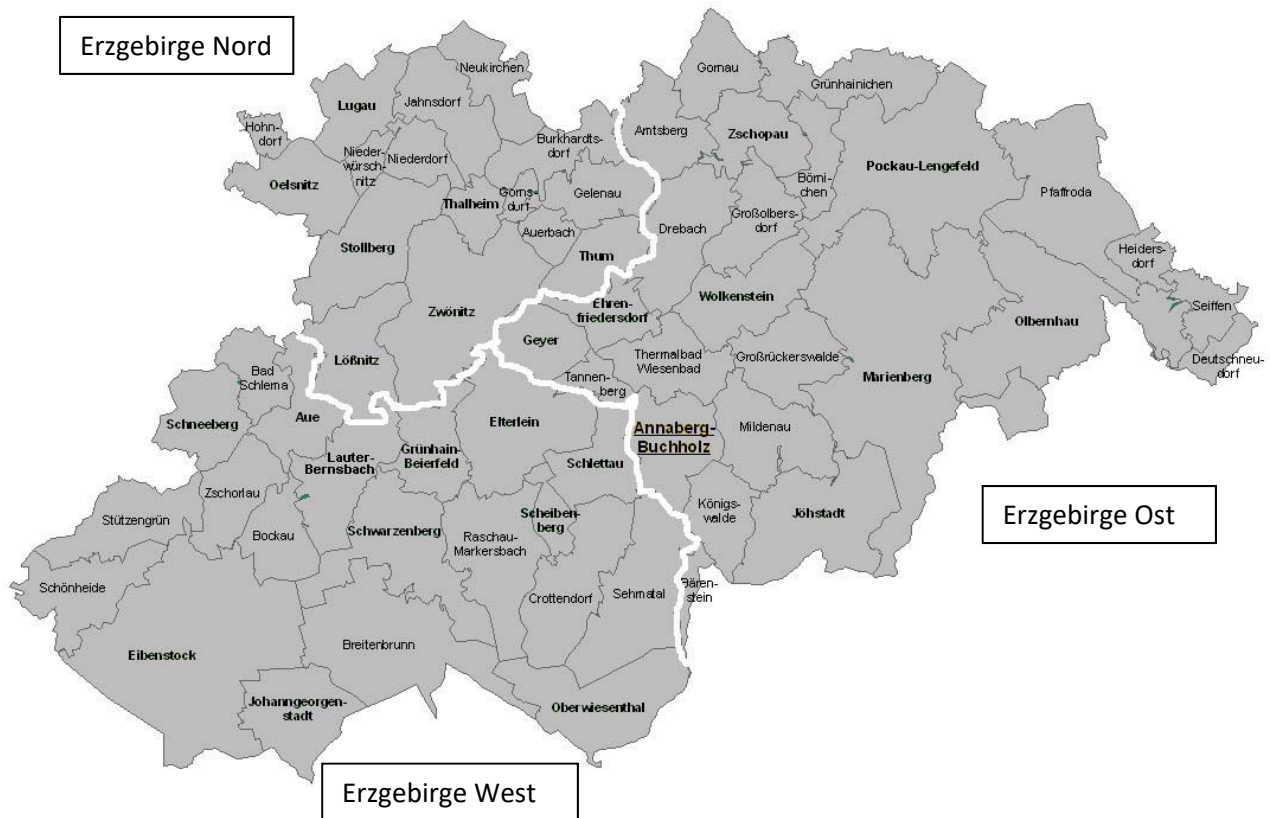 Erzgebirge Nord
Neukirchen
Gornau
Grünhainichen
Lugau
Jahnsdorf
Hohn-
dorf
Amtsberg
Zschopau
Burkhardts-
dorf
Nieder-
würsch-
nitz
Niederdorf
Pockau-Lengefeld
Börni-
chen
Oelsnitz
Gorns-
dorf
Gelenau
Pfaffroda
Thalheim
Großolbers-
dorf
Auerbach
Drebach
Stollberg
Thum
Heiders-
dorf
Wolkenstein
Ehren-
friedersdorf
Seiffen
Zwönitz
Olbernhau
Geyer
Lößnitz
Thermalbad
Wiesenbad
Großrückerswalde
Deutschneu-
dorf
Bad
Schlema
Marienberg
Tannen-
berg
Schneeberg
Aue
Elterlein
Annaberg-
Buchholz
Mildenau
Grünhain-
Beierfeld
Lauter-
Bernsbach
Schlettau
Zschorlau
Königs-
walde
Erzgebirge Ost
Stützengrün
Scheiben-
berg
Jöhstadt
Bockau
Schwarzenberg
Raschau-
Markersbach
Schönheide
Bären-
stein
Crottendorf
Sehmatal
Breitenbrunn
Eibenstock
Johanngeorgen-
stadt
Oberwiesenthal
Erzgebirge West